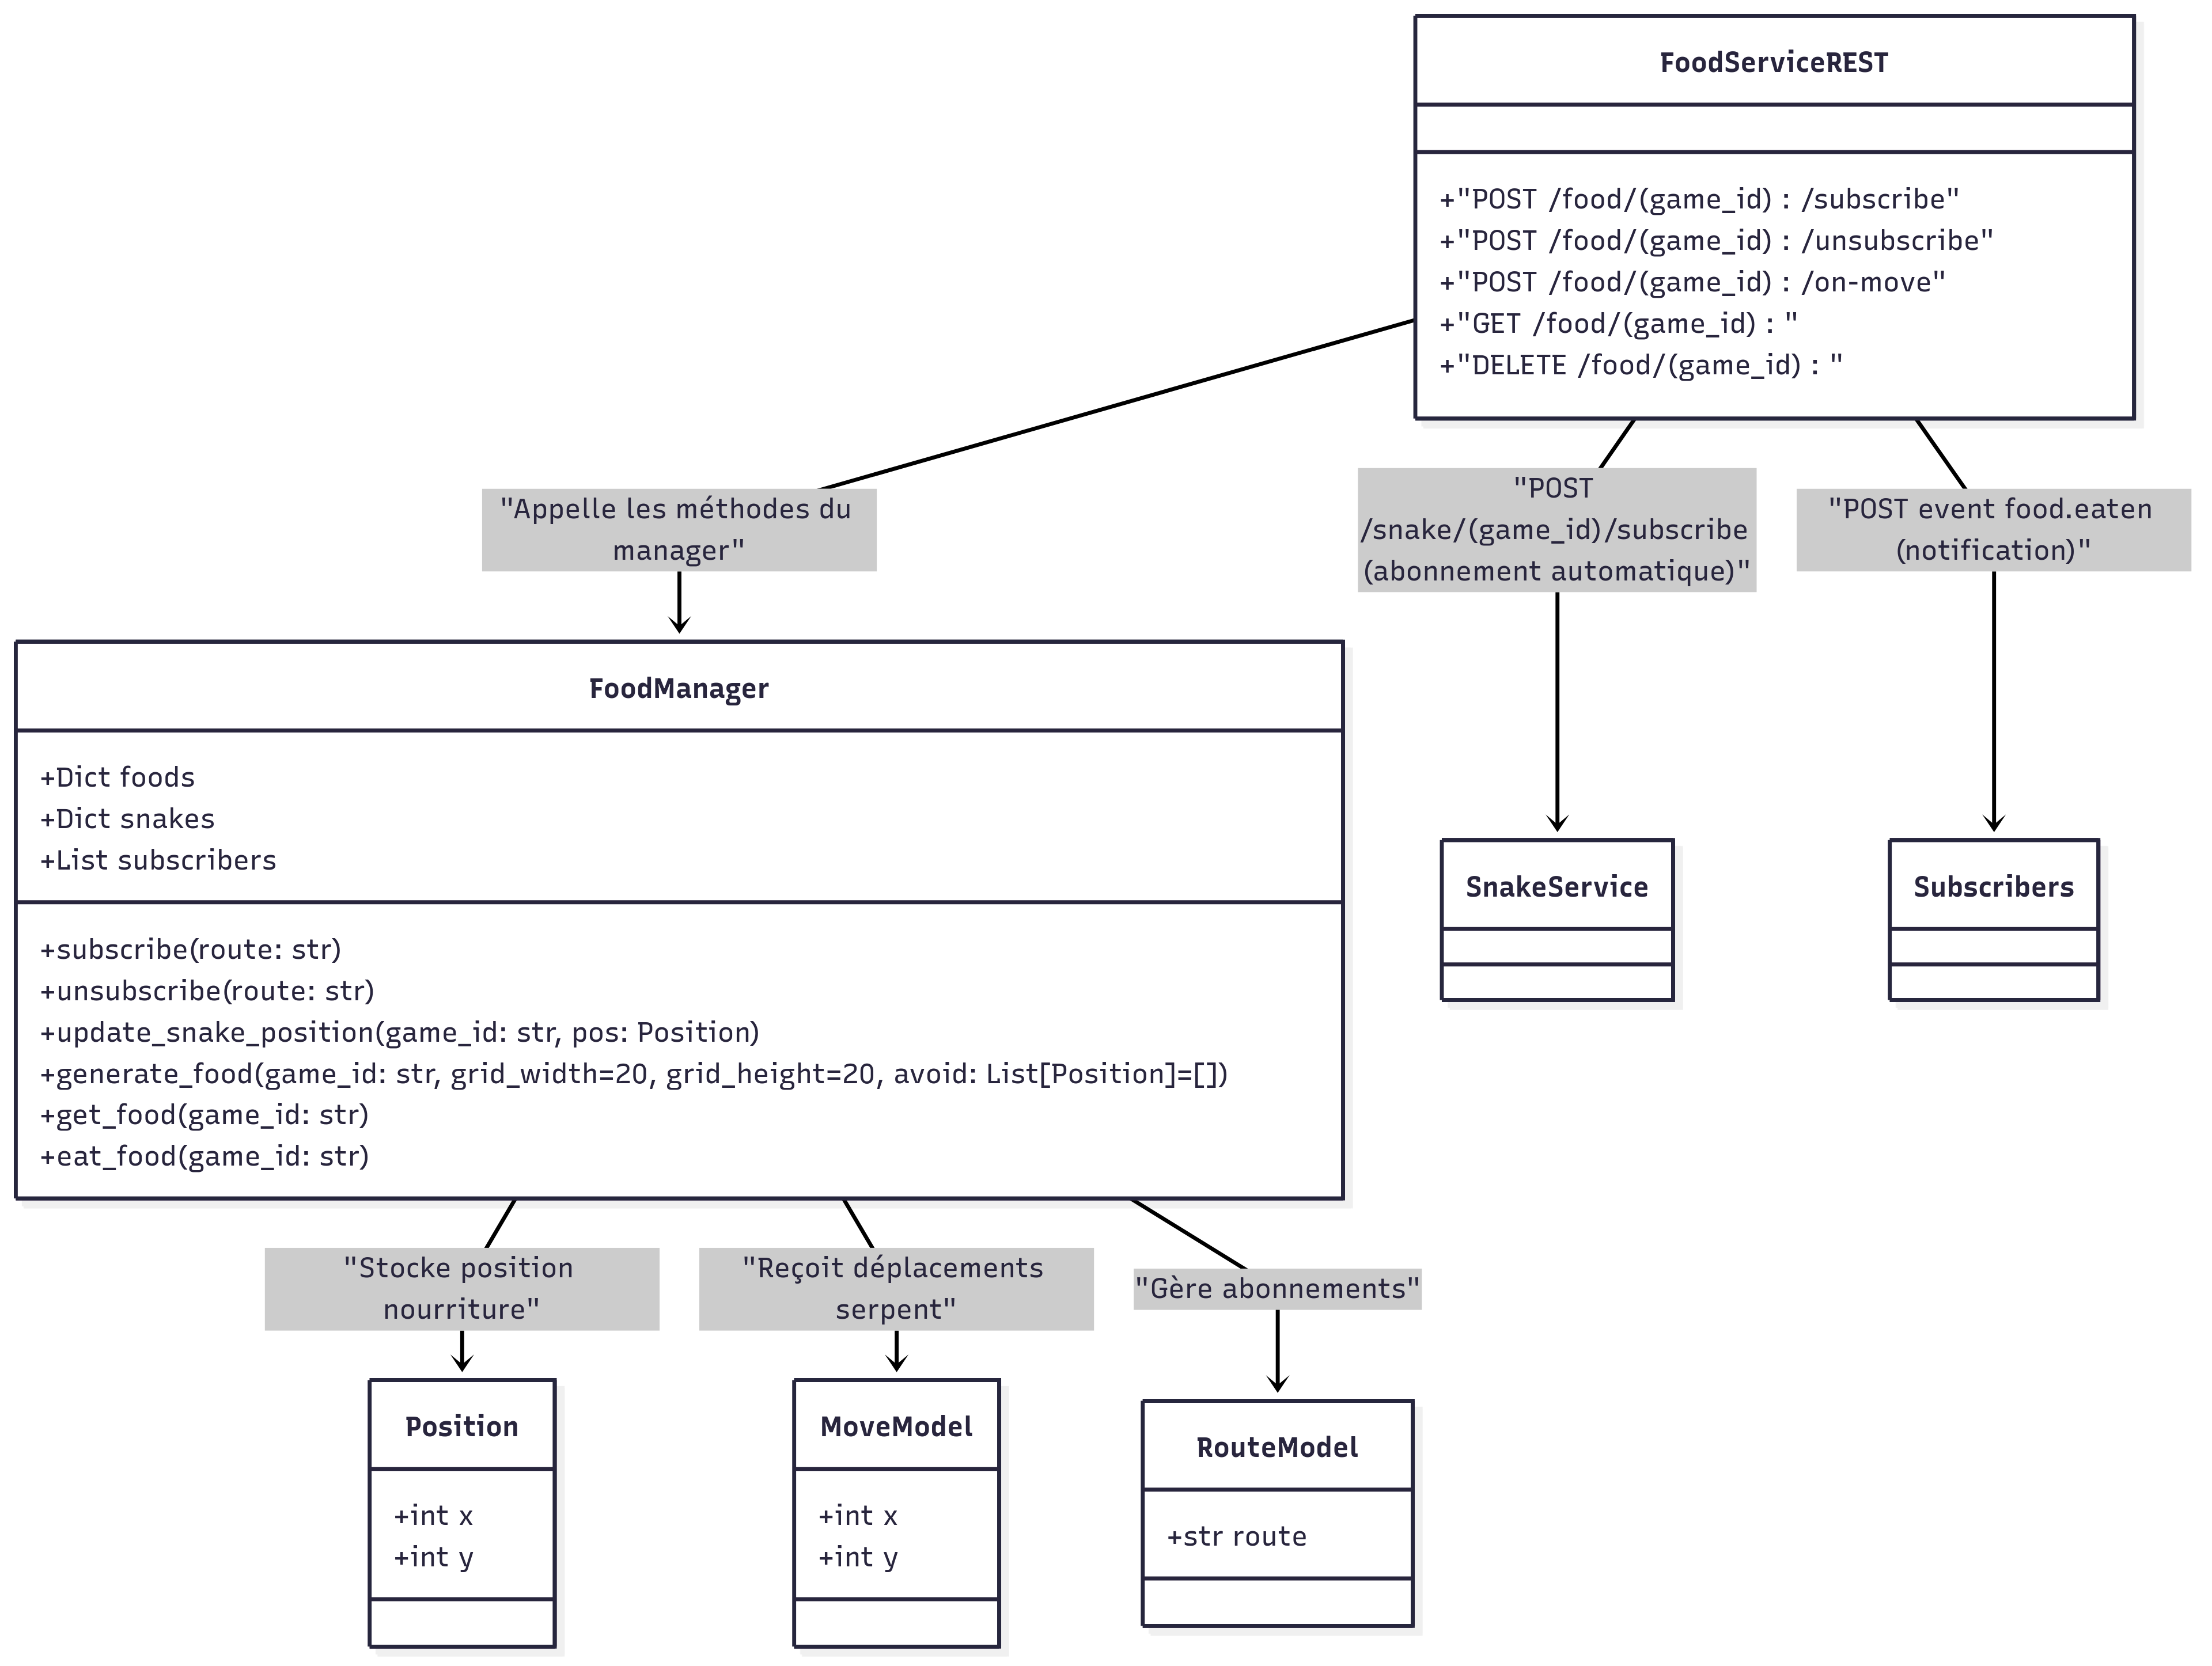 FoodServiceREST
+"POST /food/(game_id) : /subscribe"
+"POST /food/(game_id) : /unsubscribe"
+"POST /food/(game_id) : /on-move"
+"GET /food/(game_id) : "
+"DELETE /food/(game_id) : "
"Appelle les méthodes du
manager"
"POST
/snake/(game_id)/subscribe
(abonnement automatique)"
"POST event food.eaten
(notification)"
FoodManager
+Dict foods
+Dict snakes
+List subscribers
+subscribe(route: str)
+unsubscribe(route: str)
+update_snake_position(game_id: str, pos: Position)
+generate_food(game_id: str, grid_width=20, grid_height=20, avoid: List[Position]=[])
+get_food(game_id: str)
+eat_food(game_id: str)
SnakeService
Subscribers
"Stocke position
nourriture"
"Reçoit déplacements
serpent"
"Gère abonnements"
Position
+int x
+int y
MoveModel
+int x
+int y
RouteModel
+str route